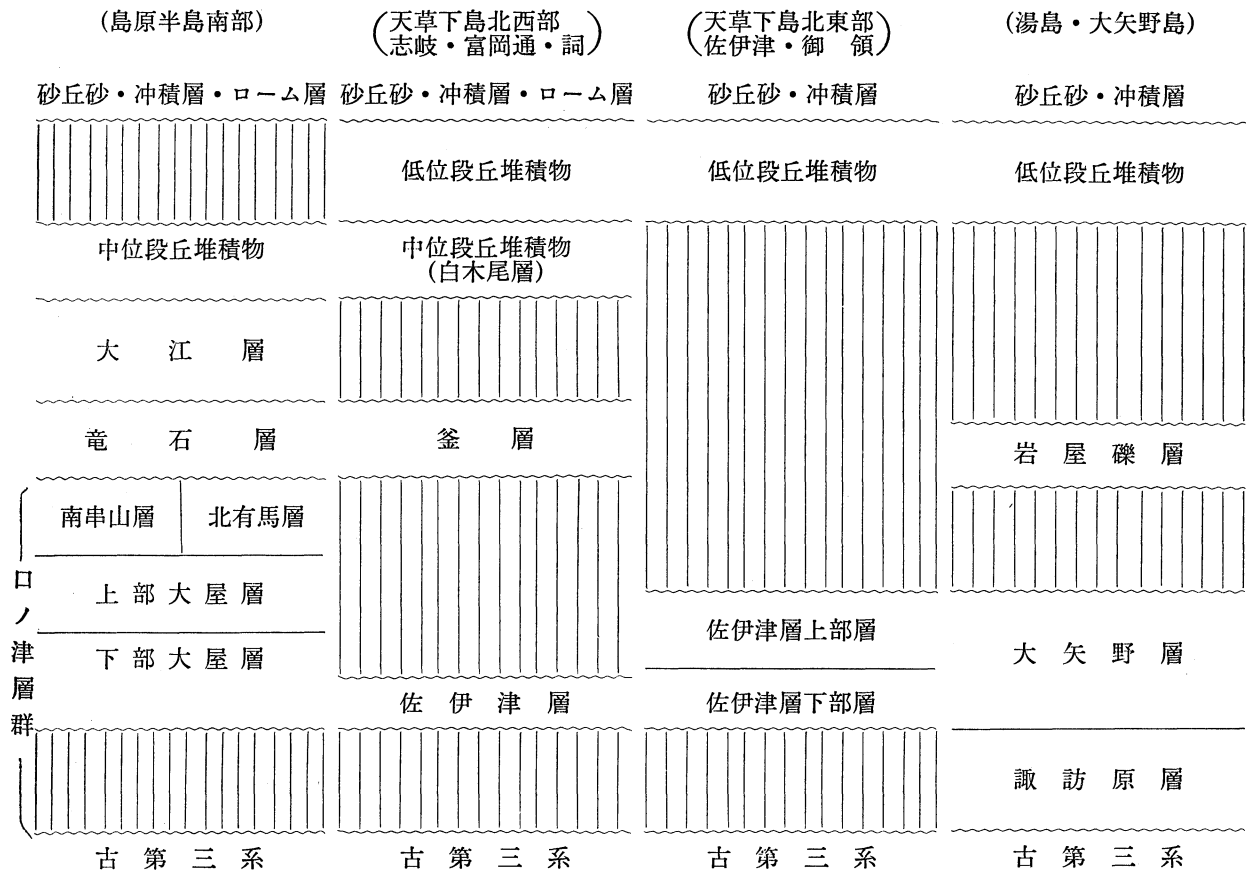 (島原半島南部)
天草下島北西部
(志岐・富岡通・詞)
天草下島北東部
(佐伊津・御領)
(湯島・大矢野島)
砂丘砂・冲積層・ローム層
砂丘砂・冲積層・ローム層
砂丘砂・冲積層
砂丘砂・冲積層
低位段丘堆積物
低位段丘堆積物
低位段丘堆積物
中位段丘堆積物
中位段丘堆積物
(白木尾層)
大江層
竜石層
釜層
岩屋礫層
南串山層
北有馬層
上部大屋層
下部大屋層
口ノ津層群
佐伊津層上部層
大矢野層
佐伊津層
佐伊津層下部層
諏訪原層
古第三系
古第三系
古第三系
古第三系